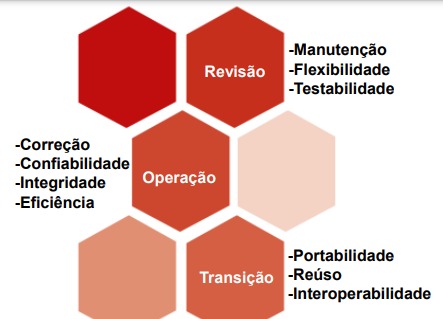 Revisão
-Manutenção
-Flexibilidade
-Testabilidade
-Correção
-Confiabilidade
-Integridade
-Eficiência
Operação
Transição
-Portabilidade
-Reúso
-Interoperabilidade